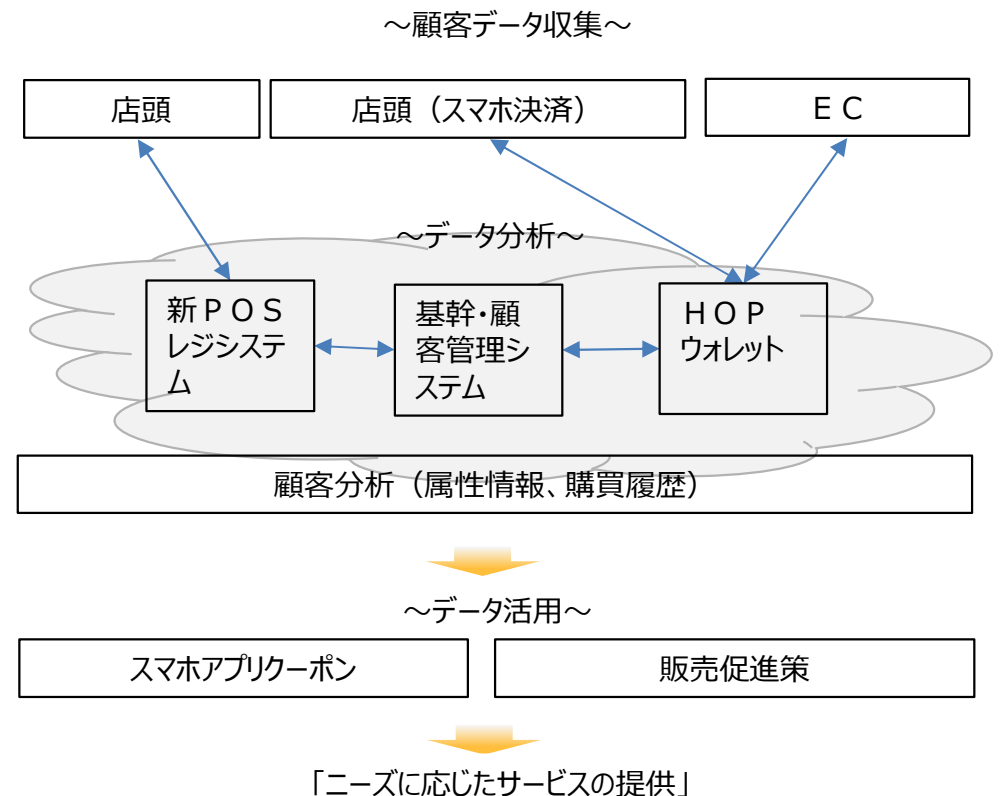 ～顧客データ収集～
店頭
店頭（スマホ決済）
ＥＣ
～データ分析～
新ＰＯＳ
レジシステ
ム
基幹・顧
客管理シ
ステム
ＨＯＰ
ウォレット
顧客分析（属性情報、購買履歴）
～データ活用～
スマホアプリクーポン
販売促進策
「ニーズに応じたサービスの提供」